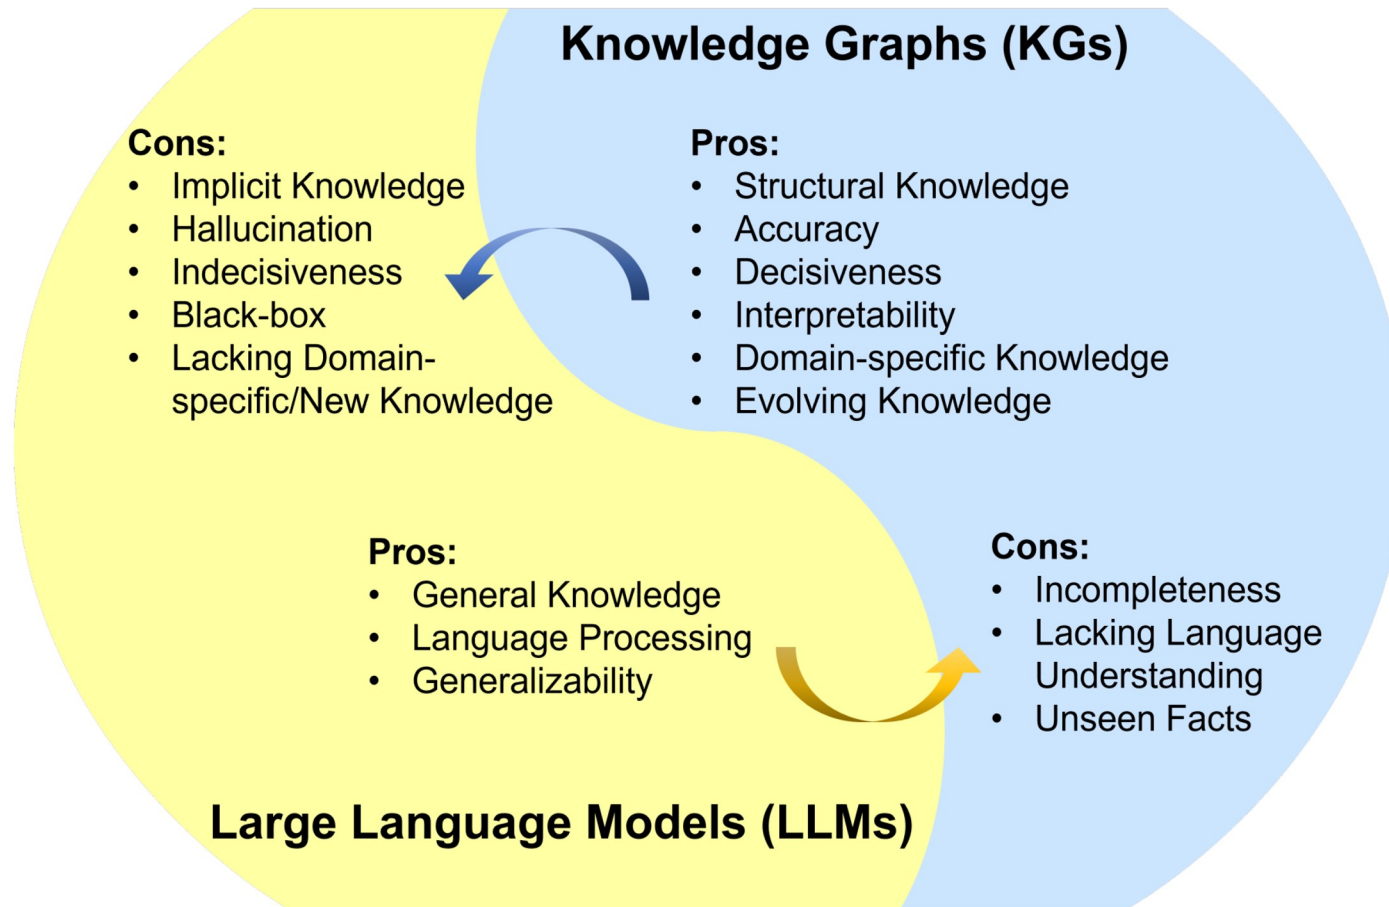 Knowledge Graphs (KGs)
Cons:
• Implicit Knowledge
• Hallucination
• Indecisiveness
• Black-box
• Lacking Domain-
specific/New Knowledge
Pros:
• Structural Knowledge
• Accuracy
• Decisiveness
• Interpretability
• Domain-specific Knowledge
• Evolving Knowledge
Pros:
• General Knowledge
• Language Processing
• Generalizability
Cons:
• Incompleteness
• Lacking Language
Understanding
• Unseen Facts
Large Language Models (LLMs)